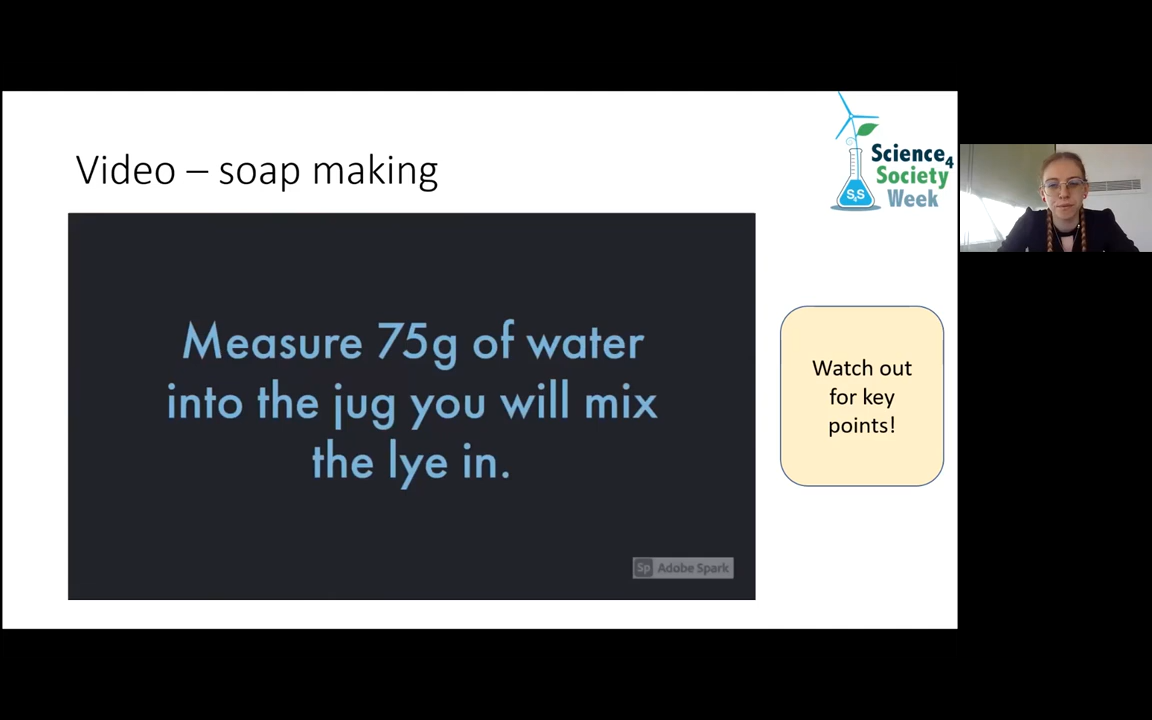 Video – soap making
Science4
Society
Week
S4S
Measure 75g of water
into the jug you will mix
the lye in.
Sp Adobe Spark
Watch out
for key
points!